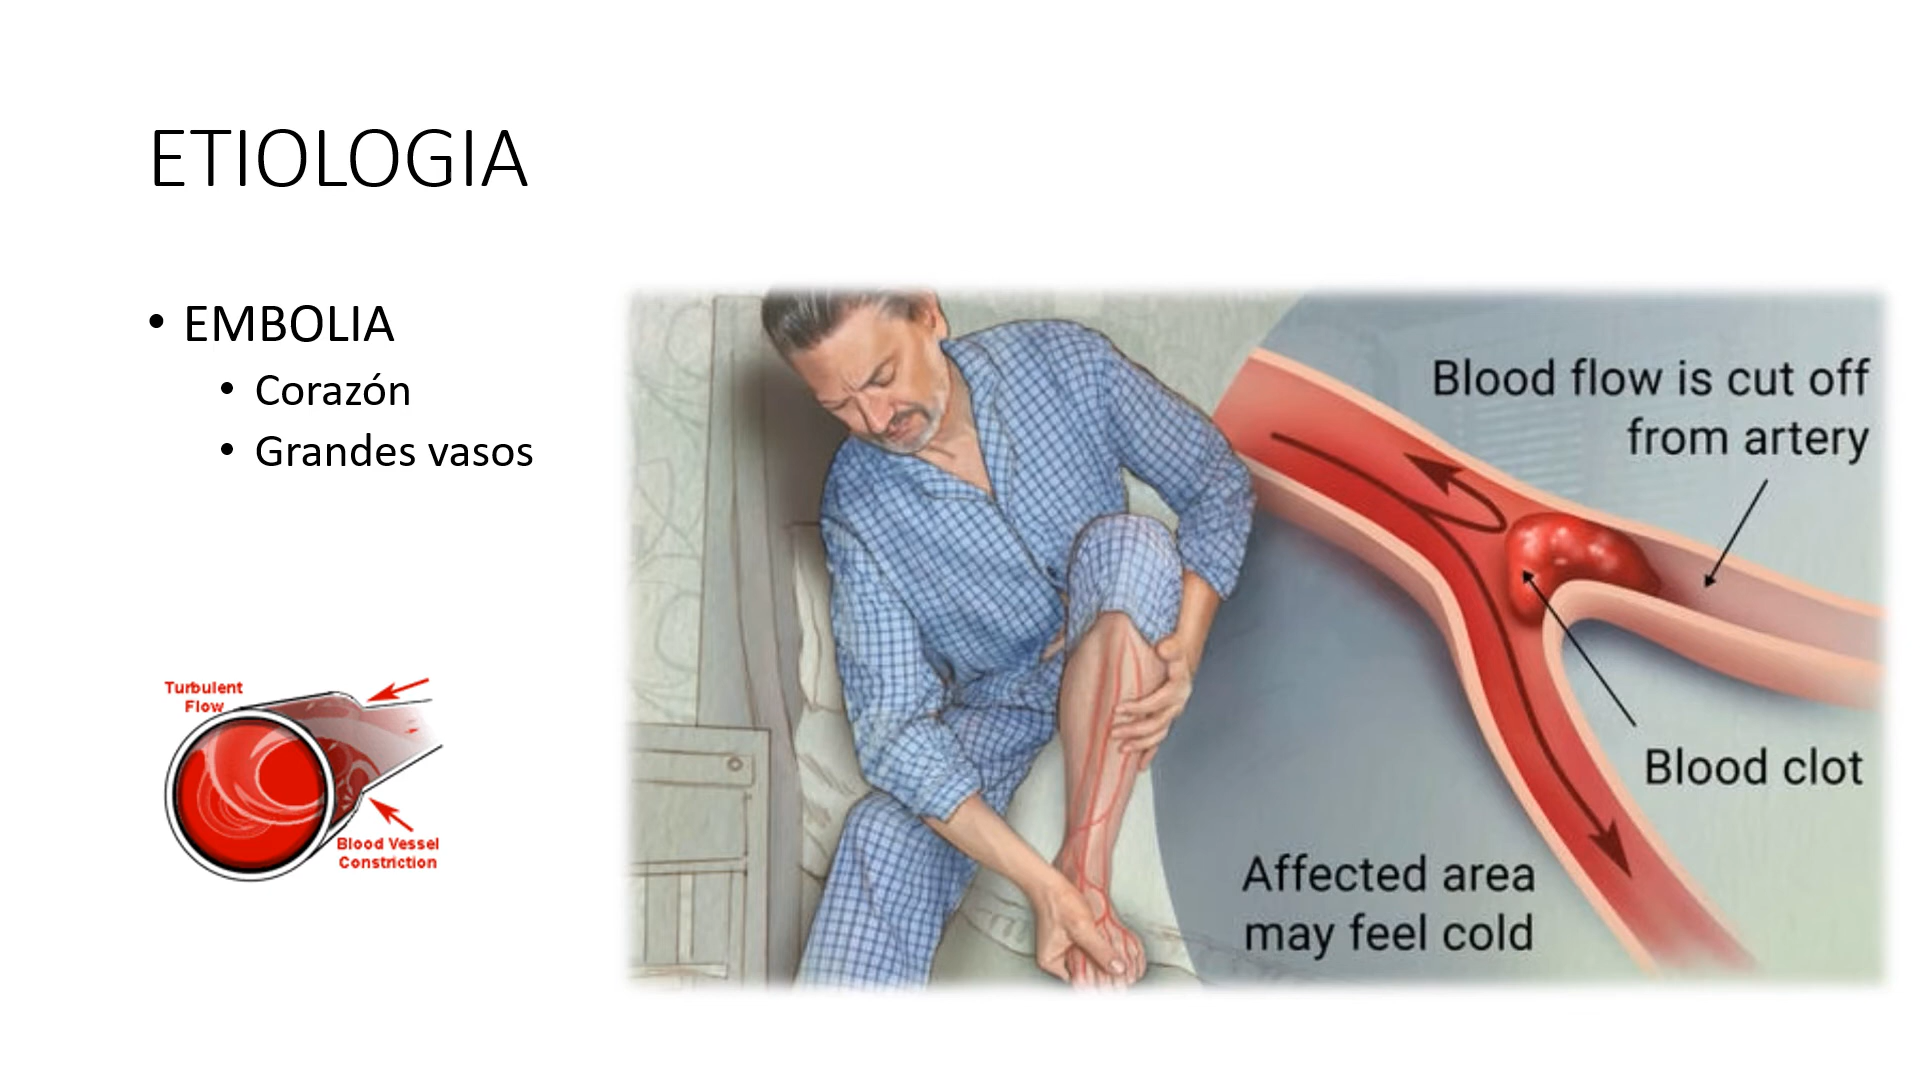 ETIOLOGIA
• EMBOLIA
• Corazón
• Grandes vasos
Turbulent
Flow
Blood Vessel
Constriction
Blood flow is cut off
from artery
Blood clot
Affected area
may feel cold